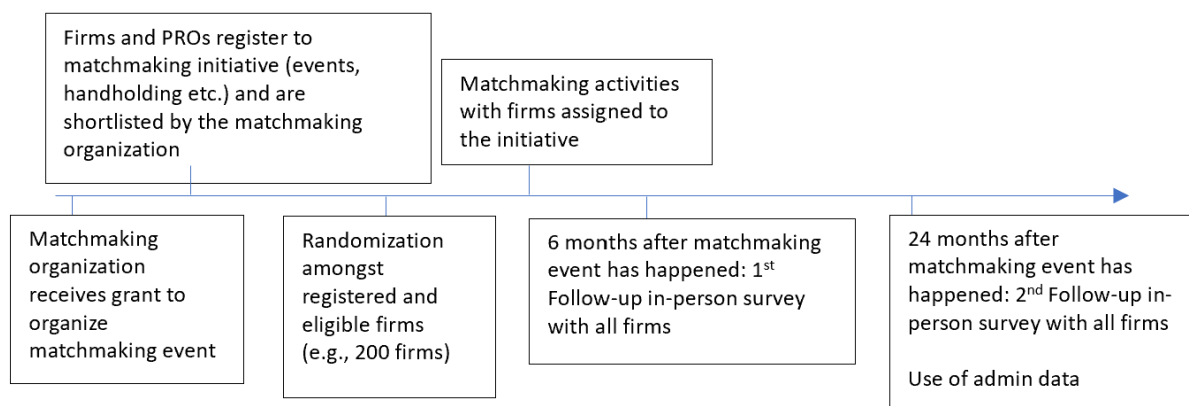 Firms and PROs register to
matchmaking initiative (events,
handholding etc.) and are
shortlisted by the matchmaking
organization
Matchmaking activities
with firms assigned to
the initiative
Matchmaking
organization
receives grant to
organize
matchmaking event
Randomization
amongst
registered and
eligible firms
(e.g., 200 firms)
6 months after matchmaking
event has happened: 1st
Follow-up in-person survey
with all firms
24 months after
matchmaking event has
happened: 2nd Follow-up in-
person survey with all firms
Use of admin data